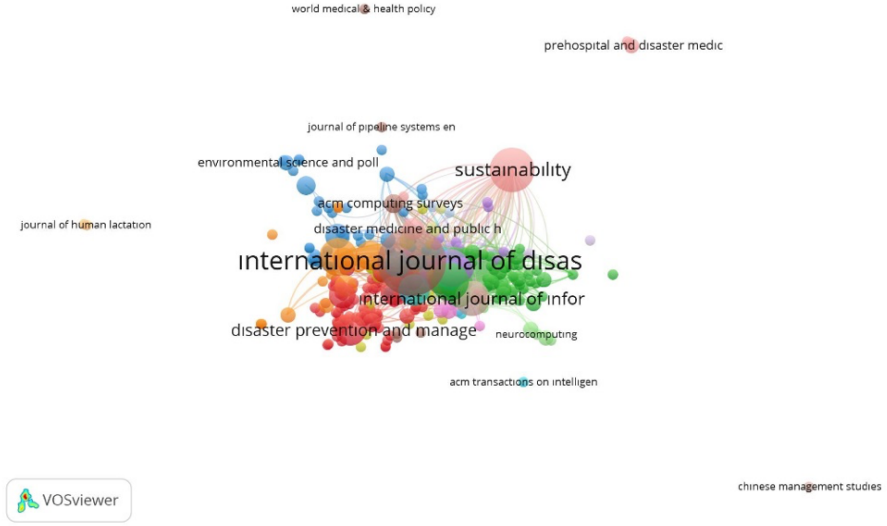 world medical & health policy
prehospital and disaster medic
journal of pipeline systems en
environmental science and poll
sustainability
acm computing surveys
journal of human lactation
disaster medicine and public h
international journal of disas
international journal of infor
disaster prevention and manage
neurocomputing
acm transactions on intelligen
chinese management studies
VOSviewer